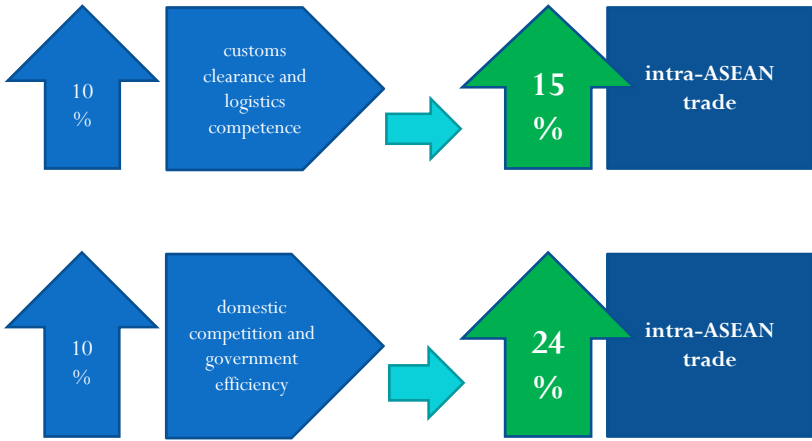 10
%
customs
clearance and
logistics
competence
15
%
intra-ASEAN
trade
10
%
domestic
competition and
government
efficiency
24
%
intra-ASEAN
trade